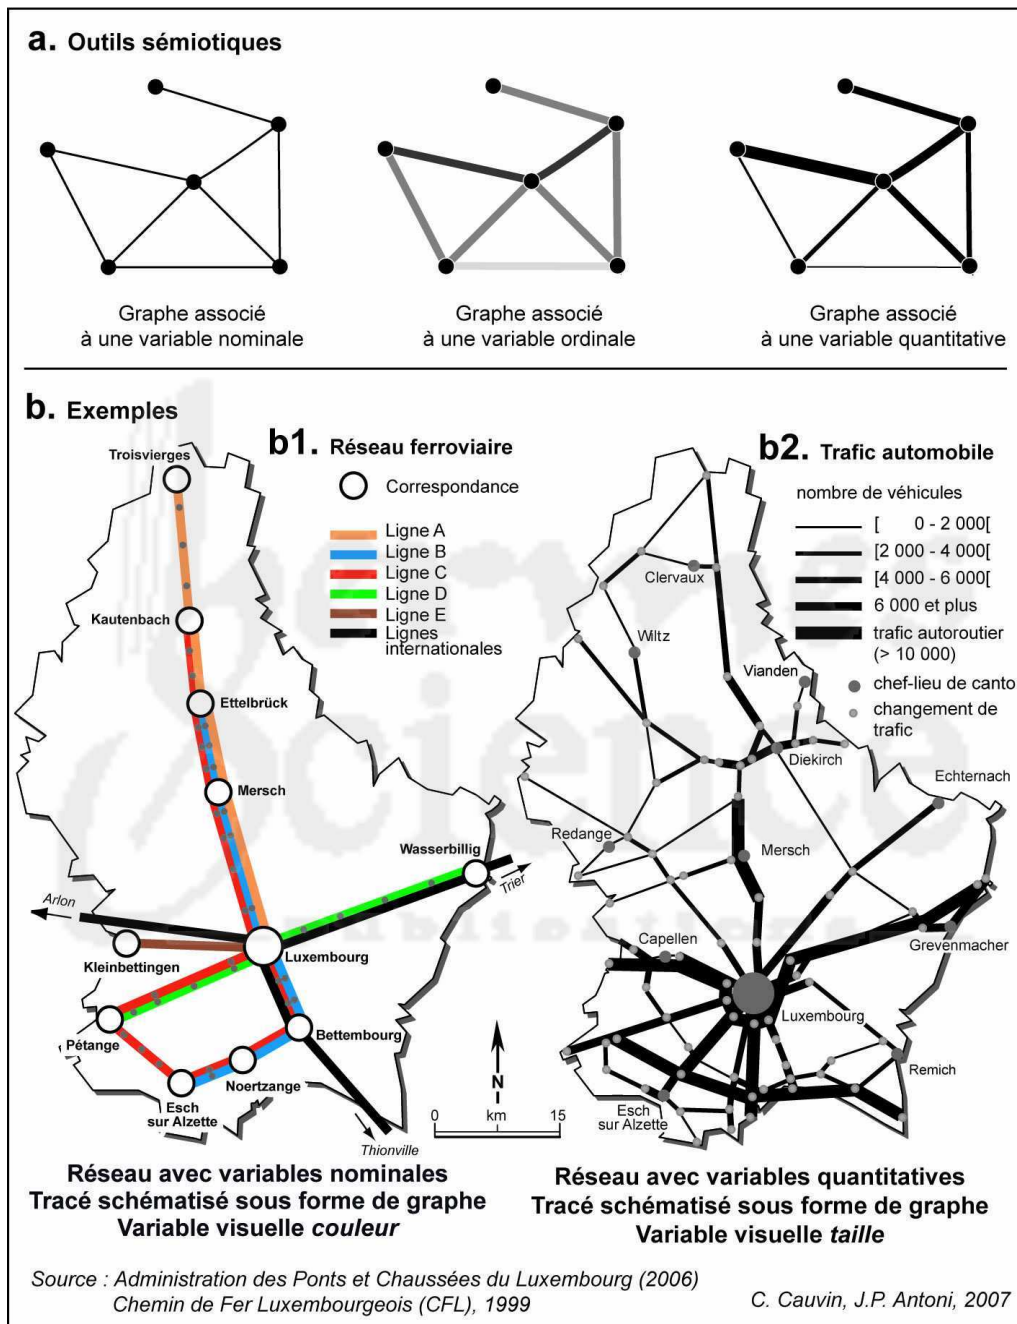 a. Outils sémiotiques
Graphe associé
à une variable nominale
Graphe associé
à une variable ordinale
Graphe associé
à une variable quantitative
b. Exemples
b1. Réseau ferroviaire
Correspondance
Ligne A
Ligne B
Ligne C
Ligne D
Ligne E
Lignes
internationales
Troisvierges
Kautenbach
Ettelbrück
Mersch
Wasserbillig
Trier
Arlon
Kleinbettingen
Luxembourg
Pétange
Bettembourg
Noertzange
Esch
sur Alzette
Thionville
N
0 km 15
b2. Trafic automobile
nombre de véhicules
[ 0 - 2 000[
[2 000 - 4 000[
[4 000 - 6 000[
6 000 et plus
trafic autoroutier
(> 10 000)
chef-lieu de canto
changement de
trafic
Clervaux
Wiltz
Vianden
Diekirch
Echternach
Redange
Mersch
Capellen
Grevenmacher
Luxembourg
Remich
Esch
sur Alzette
Réseau avec variables nominales
Tracé schématisé sous forme de graphe
Variable visuelle couleur
Réseau avec variables quantitatives
Tracé schématisé sous forme de graphe
Variable visuelle taille
Source : Administration des Ponts et Chaussées du Luxembourg (2006)
Chemin de Fer Luxembourgeois (CFL), 1999
C. Cauvin, J.P. Antoni, 2007